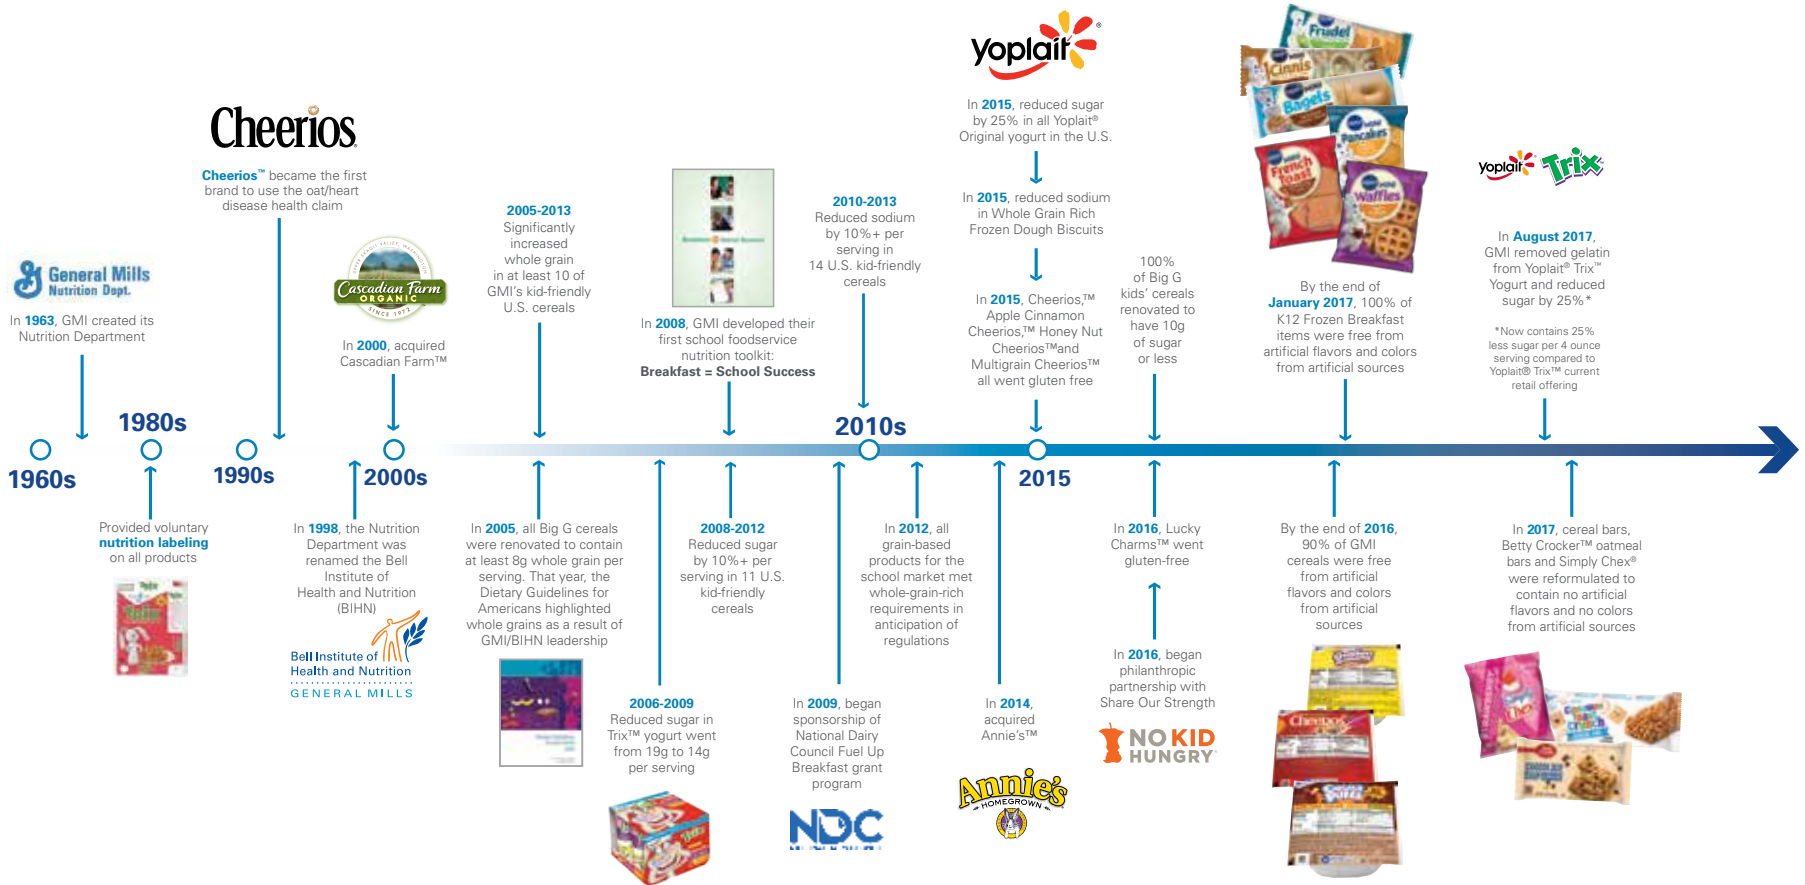 General Mills
Nutrition Dept.
In 1963, GMI created its
Nutrition Department
1960s
1980s
Provided voluntary
nutrition labeling
on all products
Cheerios
Cheerios™ became the first
brand to use the oat/heart
disease health claim
1990s
In 1998, the Nutrition
Department was
renamed the Bell
Institute of
Health and Nutrition
(BIHN)
Bell Institute of
Health and Nutrition
GENERAL MILLS
Cascadian Farm
ORGANIC
SINCE 1972
In 2000, acquired
Cascadian Farm™
2000s
2005-2013
Significantly
increased
whole grain
in at least 10 of
GMI's kid-friendly
U.S. cereals
In 2005, all Big G cereals
were renovated to contain
at least 8g whole grain per
serving. That year, the
Dietary Guidelines for
Americans highlighted
whole grains as a result of
GMI/BIHN leadership
2006-2009
Reduced sugar in
Trix™ yogurt went
from 19g to 14g
per serving
In 2008, GMI developed their
first school foodservice
nutrition toolkit:
Breakfast = School Success
2008-2012
Reduced sugar
by 10%+ per
serving in 11 U.S.
kid-friendly
cereals
2010-2013
Reduced sodium
by 10%+ per
serving in
14 U.S. kid-friendly
cereals
2010s
In 2009, began
sponsorship of
National Dairy
Council Fuel Up
Breakfast grant
program
NDC
In 2012, all
grain-based
products for the
school market met
whole-grain-rich
requirements in
anticipation of
regulations
In 2014,
acquired
Annie's™
Annie's
HOMEGROWN
Yoplait®
In 2015, reduced sugar
by 25% in all Yoplait®
Original yogurt in the U.S.
In 2015, reduced sodium
in Whole Grain Rich
Frozen Dough Biscuits
In 2015, Cheerios,™
Apple Cinnamon
Cheerios,™ Honey Nut
Cheerios™and
Multigrain Cheerios™
all went gluten free
2015
100%
of Big G
kids' cereals
renovated to
have 10g
of sugar
or less
In 2016, Lucky
Charms™ went
gluten-free
In 2016, began
philanthropic
partnership with
Share Our Strength
NO KID
HUNGRY
Frudel
Cinnis
Bagels
Pancakes
French
Toast
Waffles
By the end of
January 2017, 100% of
K12 Frozen Breakfast
items were free from
artificial flavors and colors
from artificial sources
By the end of 2016,
90% of GMI
cereals were free
from artificial
flavors and colors
from artificial
sources
Cheerios
Yoplait Trix
In August 2017,
GMI removed gelatin
from Yoplait® Trix™
Yogurt and reduced
sugar by 25%*
*Now contains 25%
less sugar per 4 ounce
serving compared to
Yoplait® Trix™ current
retail offering
In 2017, cereal bars,
Betty Crocker™ oatmeal
bars and Simply Chex®
were reformulated to
contain no artificial
flavors and no colors
from artificial sources